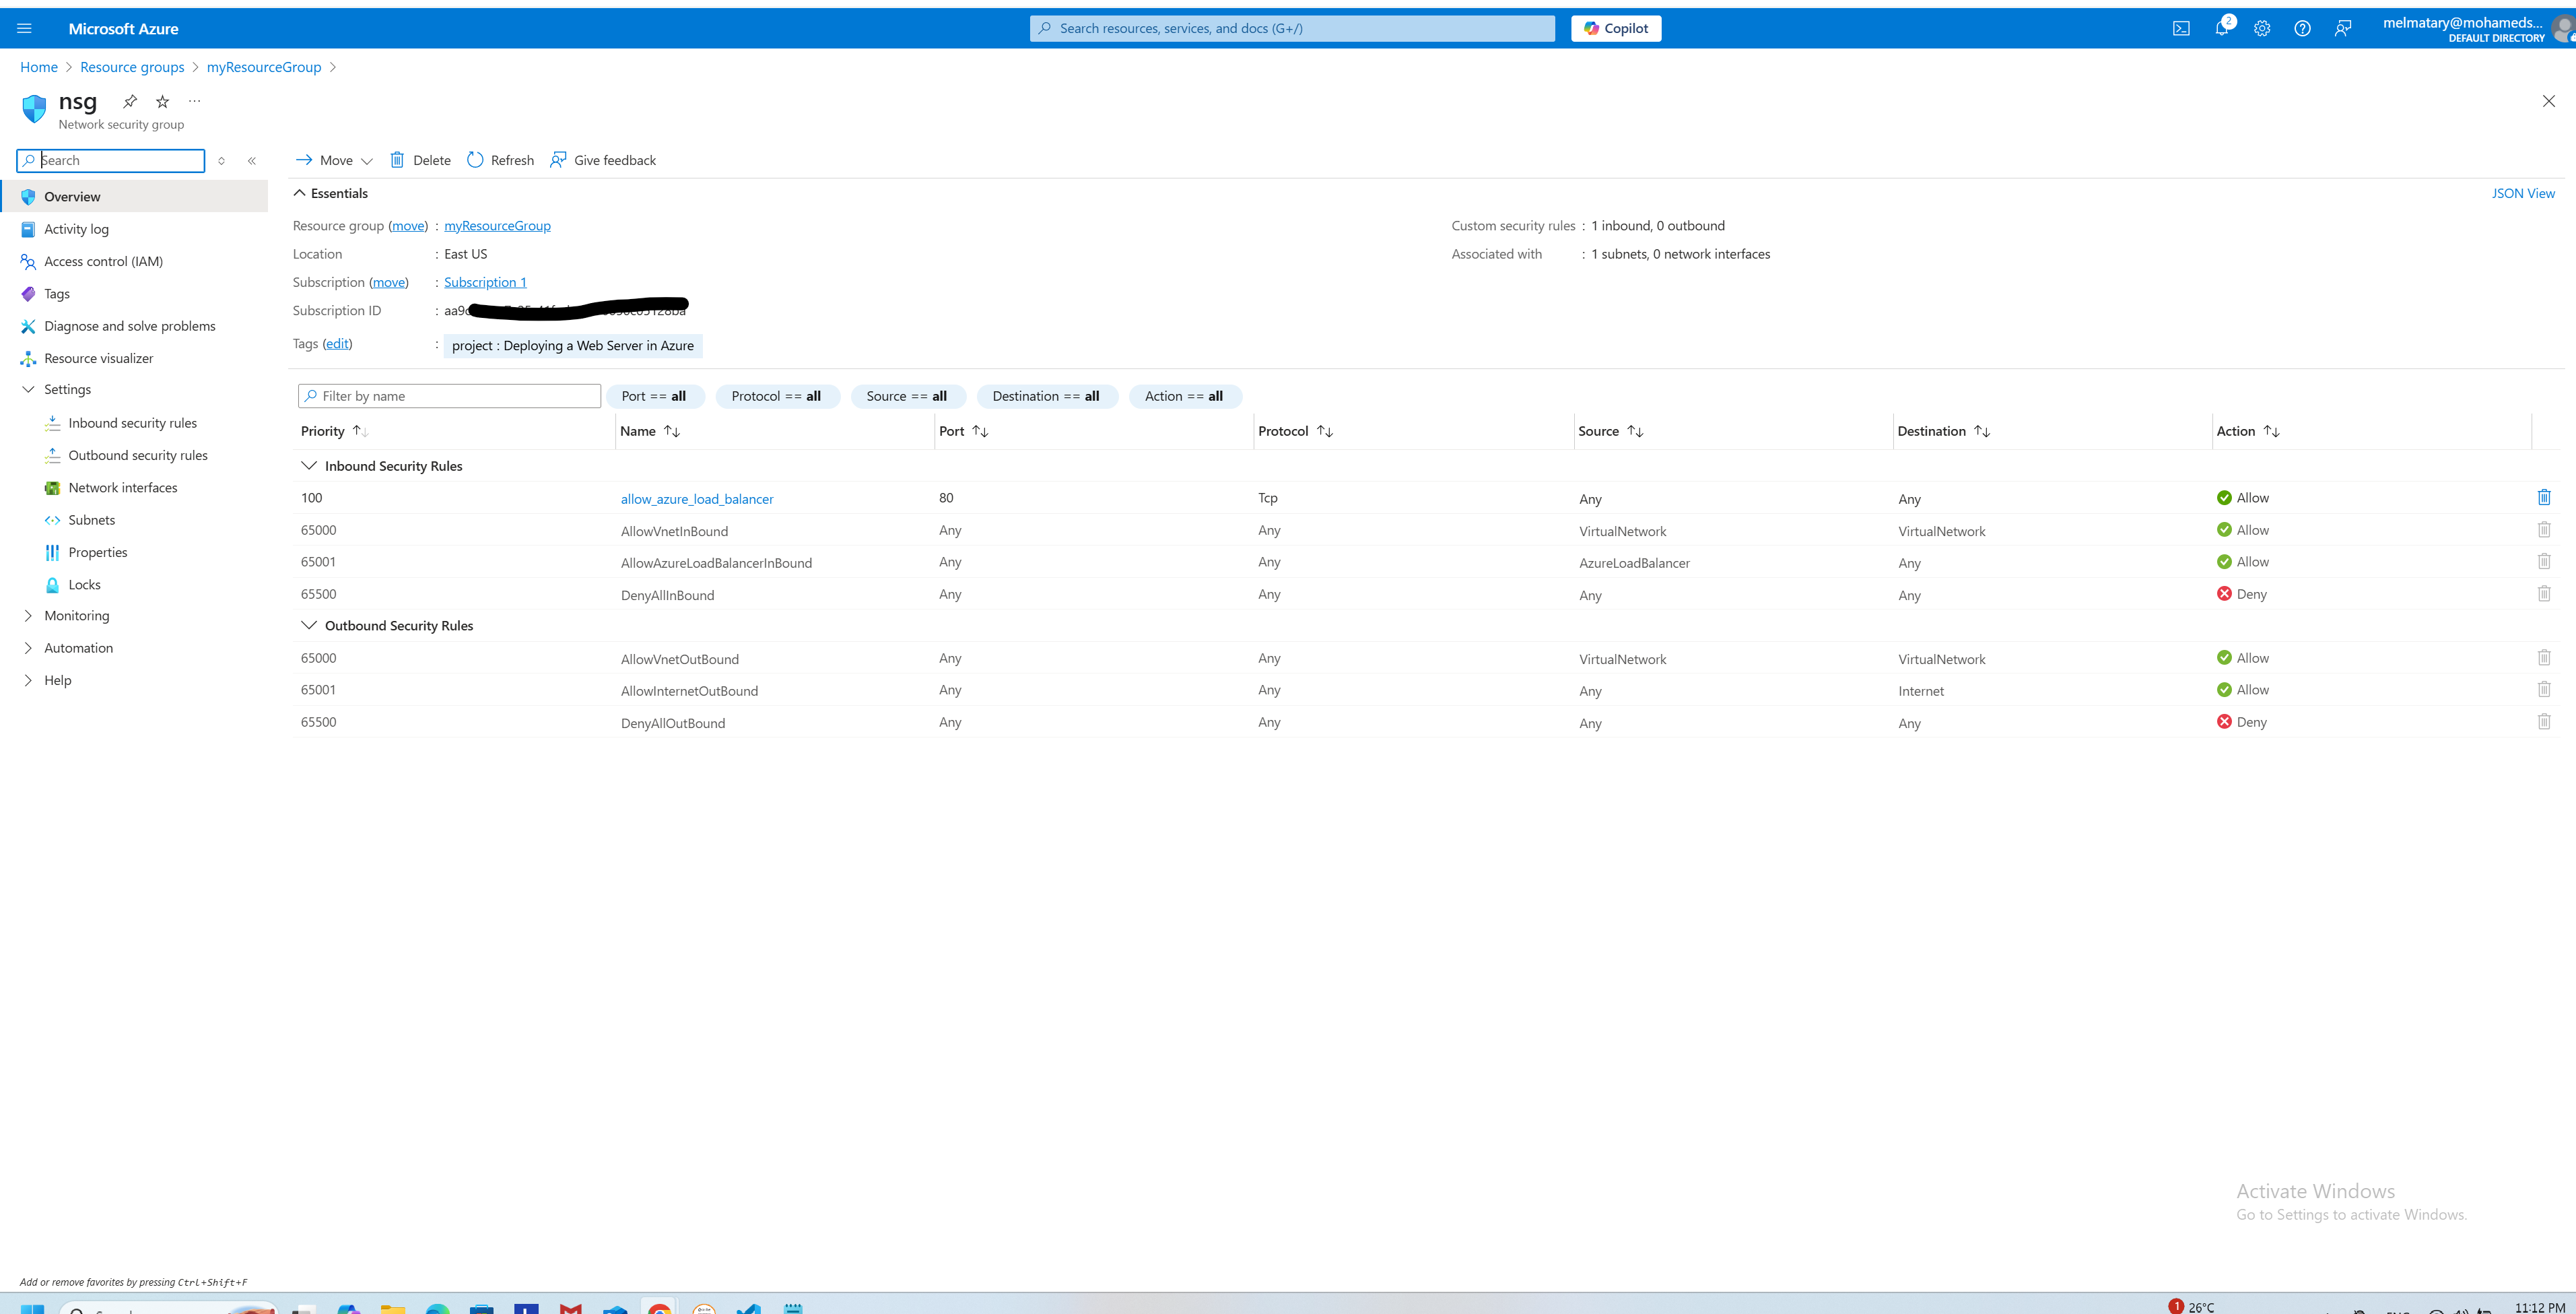 Microsoft Azure
Search resources, services, and docs (G+/)
Copilot
2
melmatary@mohameds...
DEFAULT DIRECTORY
Home > Resource groups > myResourceGroup >
nsg
Network security group
Search
Move
Delete
Refresh
Give feedback
Overview
Activity log
Access control (IAM)
Tags
Diagnose and solve problems
Resource visualizer
Settings
Inbound security rules
Outbound security rules
Network interfaces
Subnets
Properties
Locks
Monitoring
Automation
Help
Essentials
JSON View
Resource group (move) : myResourceGroup
Location : East US
Subscription (move) : Subscription 1
Subscription ID :
Tags (edit) : project : Deploying a Web Server in Azure
Custom security rules : 1 inbound, 0 outbound
Associated with : 1 subnets, 0 network interfaces
Filter by name
Port == all
Protocol == all
Source == all
Destination == all
Action == all
Priority Name Port Protocol Source Destination Action
Inbound Security Rules
100 allow_azure_load_balancer 80 Tcp Any Any Allow
65000 AllowVnetInBound Any Any VirtualNetwork VirtualNetwork Allow
65001 AllowAzureLoadBalancerInBound Any Any AzureLoadBalancer Any Allow
65500 DenyAllInBound Any Any Any Any Deny
Outbound Security Rules
65000 AllowVnetOutBound Any Any VirtualNetwork VirtualNetwork Allow
65001 AllowInternetOutBound Any Any Any Internet Allow
65500 DenyAllOutBound Any Any Any Any Deny
Activate Windows
Go to Settings to activate Windows.
Add or remove favorites by pressing Ctrl+Shift+F
1
26°C
11:12 PM